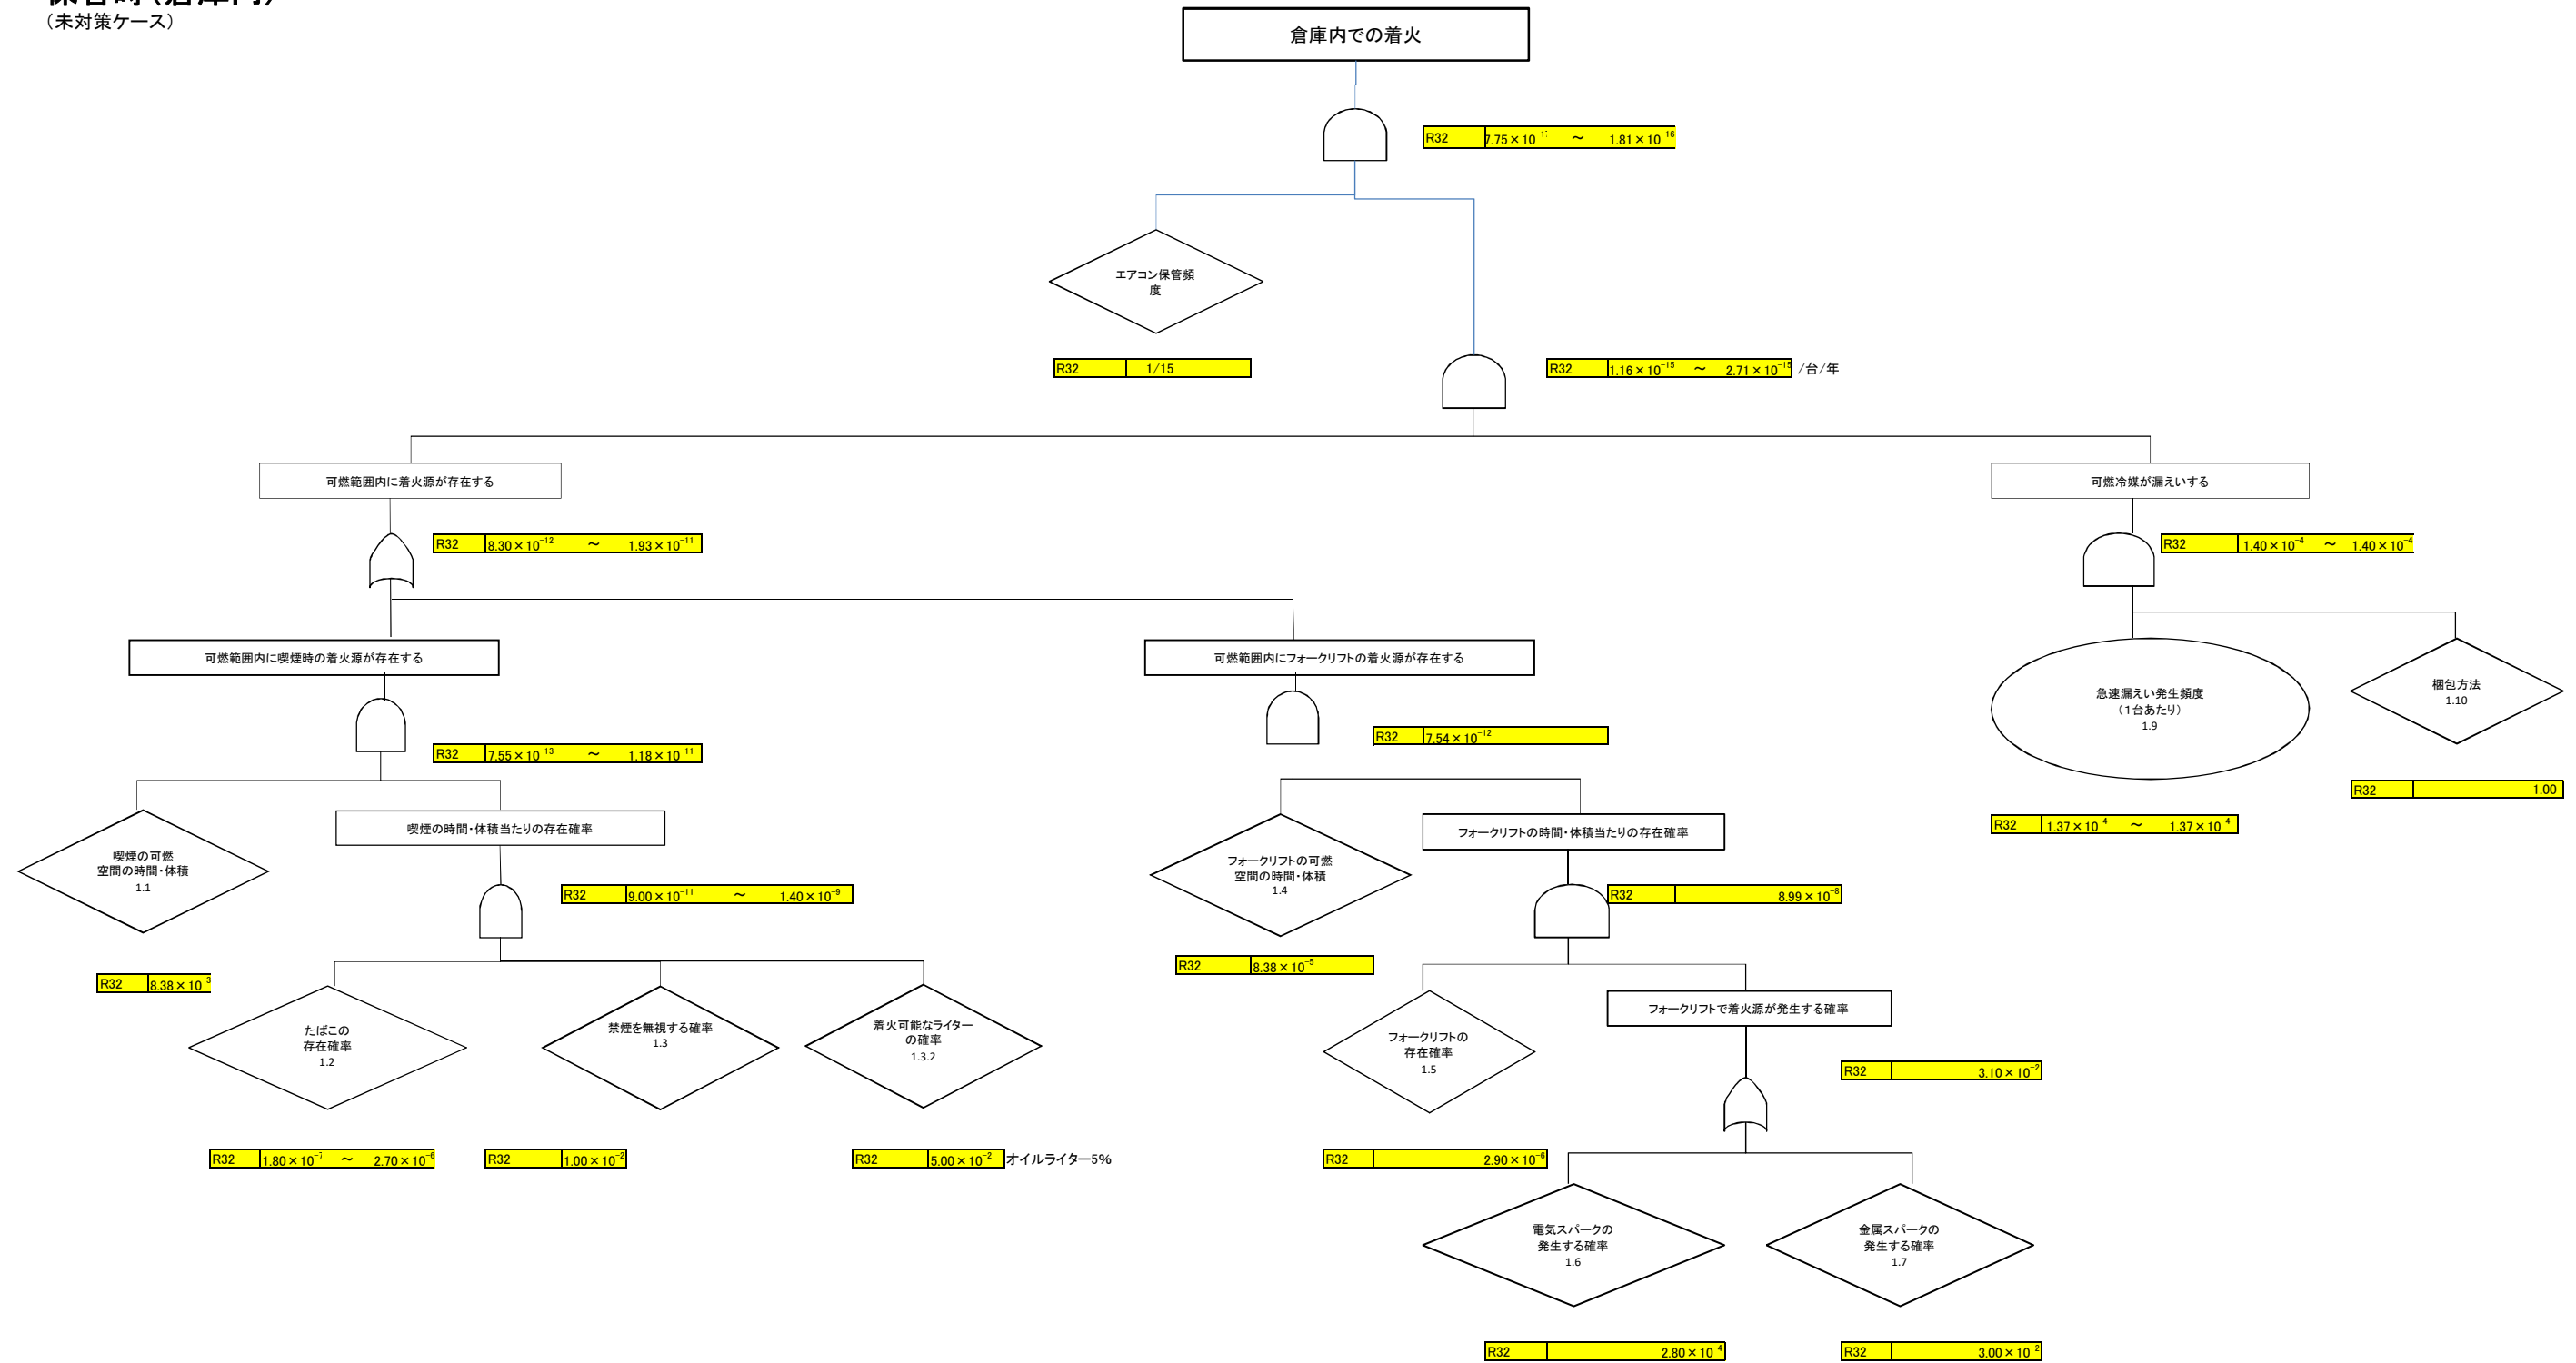 （未対策ケース）
倉庫内での着火
R32 7.75×10⁻¹⁷ ～ 1.81×10⁻¹⁶
エアコン保管頻
度
R32 1/15
R32 1.16×10⁻¹⁵ ～ 2.71×10⁻¹⁵ /台/年
可燃範囲内に着火源が存在する
可燃冷媒が漏えいする
R32 8.30×10⁻¹² ～ 1.93×10⁻¹¹
R32 1.40×10⁻⁴ ～ 1.40×10⁻⁴
可燃範囲内に喫煙時の着火源が存在する
可燃範囲内にフォークリフトの着火源が存在する
急速漏えい発生頻度
（１台あたり）
1.9
梱包方法
1.10
R32 7.55×10⁻¹³ ～ 1.18×10⁻¹¹
R32 7.54×10⁻¹²
R32 1.00
R32 1.37×10⁻⁴ ～ 1.37×10⁻⁴
喫煙の可燃
空間の時間・体積
1.1
喫煙の時間・体積当たりの存在確率
フォークリフトの可燃
空間の時間・体積
1.4
フォークリフトの時間・体積当たりの存在確率
R32 9.00×10⁻¹¹ ～ 1.40×10⁻⁹
R32 8.99×10⁻⁸
R32 8.38×10⁻³
R32 8.38×10⁻⁵
たばこの
存在確率
1.2
禁煙を無視する確率
1.3
着火可能なライター
の確率
1.3.2
フォークリフトの
存在確率
1.5
フォークリフトで着火源が発生する確率
R32 3.10×10⁻²
R32 1.80×10⁻⁷ ～ 2.70×10⁻⁶
R32 1.00×10⁻²
R32 5.00×10⁻² オイルライター5%
R32 2.90×10⁻⁶
電気スパークの
発生する確率
1.6
金属スパークの
発生する確率
1.7
R32 2.80×10⁻⁴
R32 3.00×10⁻²